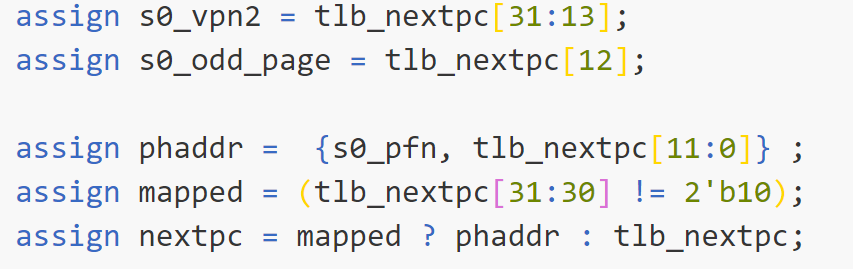 assign s0_vpn2 = tlb_nextpc[31:13];
assign s0_odd_page = tlb_nextpc[12];
assign phaddr =  {s0_pfn, tlb_nextpc[11:0]} ;
assign mapped = (tlb_nextpc[31:30] != 2'b10);
assign nextpc = mapped ? phaddr : tlb_nextpc;